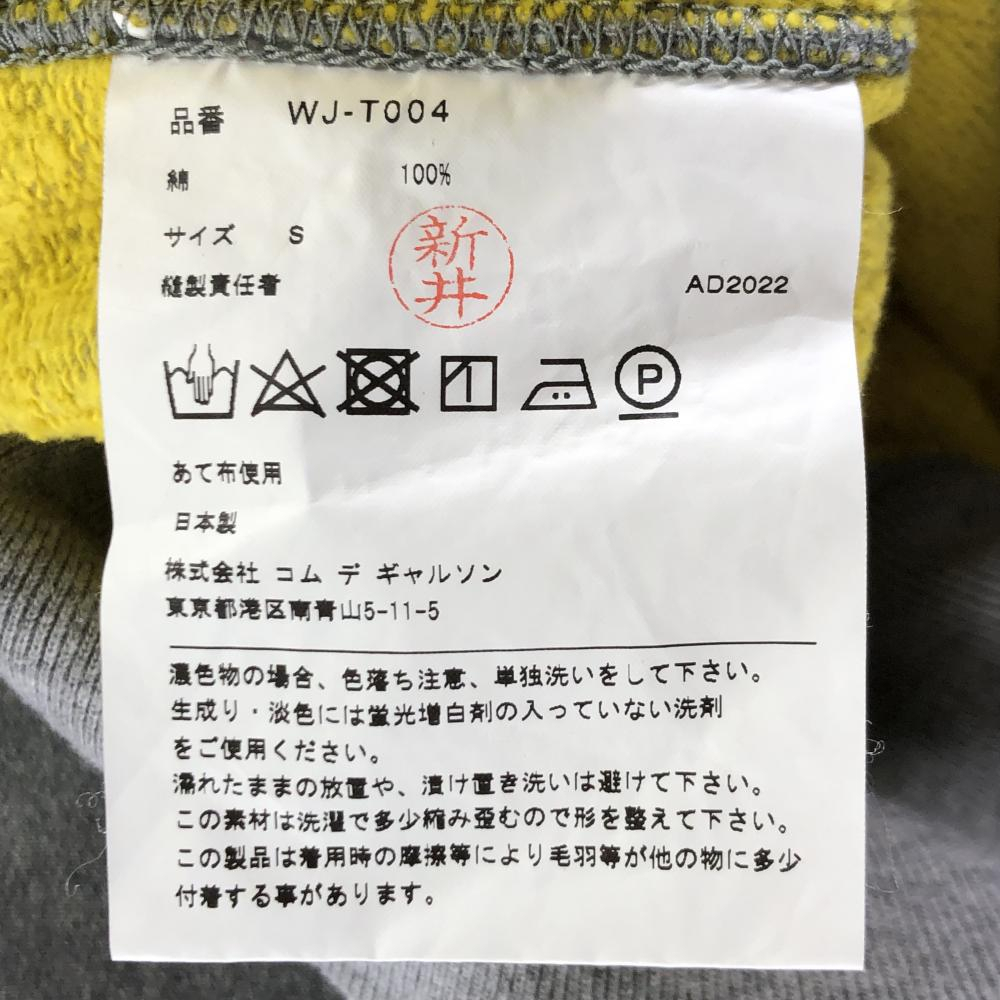 品番 WJ-T004
綿 100%
サイズ S
新井
縫製責任者 AD2022
P
あて布使用
日本製
株式会社 コム デ ギャルソン
東京都港区南青山5-11-5
濃色物の場合、色落ち注意、単独洗いをして下さい。
生成り・淡色には蛍光増白剤の入っていない洗剤
をご使用ください。
濡れたままの放置や、漬け置き洗いは避けて下さい。
この素材は洗濯で多少縮み歪むので形を整えて下さい。
この製品は着用時の摩擦等により毛羽等が他の物に多少
付着する事があります。